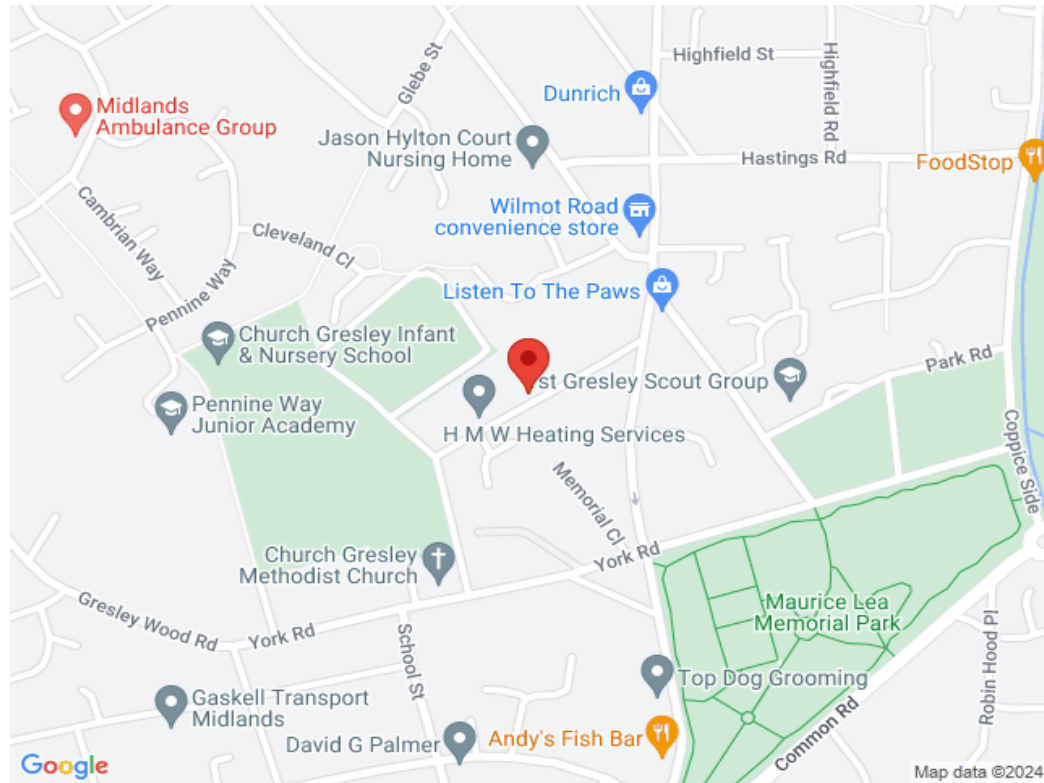 Highfield St
Glebe St
Highfield Rd
Dunrich
Midlands
Ambulance Group
Jason Hylton Court
Nursing Home
Hastings Rd
FoodStop
Wilmot Road
convenience store
Cambrian Way
Cleveland Cl
Pennine Way
Listen To The Paws
Church Gresley Infant
& Nursery School
Park Rd
rst Gresley Scout Group
Pennine Way
Junior Academy
H M W Heating Services
Coppice Side
Memorial Cl
York Rd
Church Gresley
Methodist Church
Gresley Wood Rd
York Rd
School St
Maurice Lea
Memorial Park
Robin Hood Pl
Top Dog Grooming
Gaskell Transport
Midlands
Common Rd
David G Palmer
Andy's Fish Bar
Google
Map data ©2024